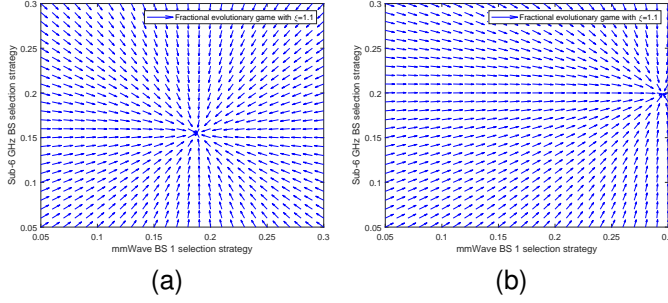 Fractional evolutionary game with ζ=1.1
0.3
0.25
0.2
0.15
0.1
0.05
Sub-6 GHz BS selection strategy
0.05 0.1 0.15 0.2 0.25 0.3
mmWave BS 1 selection strategy
(a)
Fractional evolutionary game with ζ=1.1
0.3
0.25
0.2
0.15
0.1
0.05
Sub-6 GHz BS selection strategy
0.05 0.1 0.15 0.2 0.25
mmWave BS 1 selection strategy
(b)